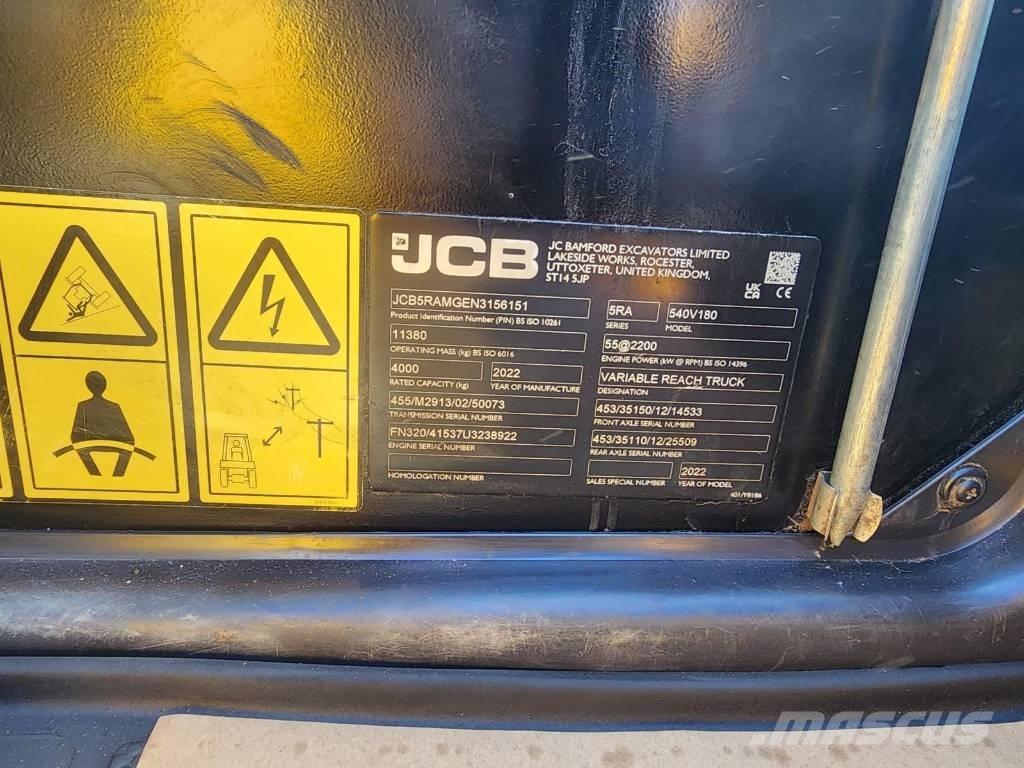 JCB
JC BAMFORD EXCAVATORS LIMITED
LAKESIDE WORKS, ROCESTER,
UTTOXETER, UNITED KINGDOM,
ST14 5JP
UK
CA
CE
JCB5RAMGEN3156151
Product Identification Number (PIN) BS ISO 10261
11380
OPERATING MASS (kg) BS ISO 6016
4000
RATED CAPACITY (kg)
2022
YEAR OF MANUFACTURE
455/M2913/02/50073
TRANSMISSION SERIAL NUMBER
FN320/41537U3238922
ENGINE SERIAL NUMBER
HOMOLOGATION NUMBER
5RA
SERIES
540V180
MODEL
55@2200
ENGINE POWER (kW @ RPM) BS ISO 14396
VARIABLE REACH TRUCK
DESIGNATION
453/35150/12/14533
FRONT AXLE SERIAL NUMBER
453/35110/12/25509
REAR AXLE SERIAL NUMBER
SALES SPECIAL NUMBER
2022
YEAR OF MODEL
401/Y8186
MASCUS